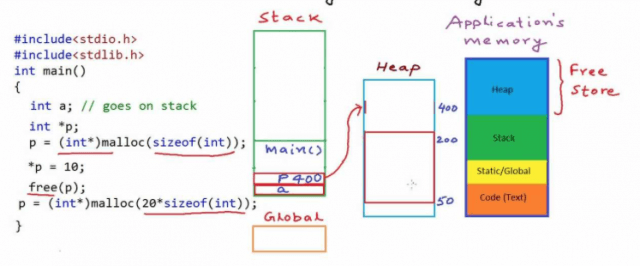 Stack
Application's
memory
#include<stdio.h>
#include<stdlib.h>
int main()
{
int a; // goes on stack
int *p;
p = (int*)malloc(sizeof(int));
*p = 10;
free(p);
p = (int*)malloc(20*sizeof(int));
}
main()
P 400
a
Global
Heap
400
200
50
Heap
Stack
Static/Global
Code (Text)
Free
Store